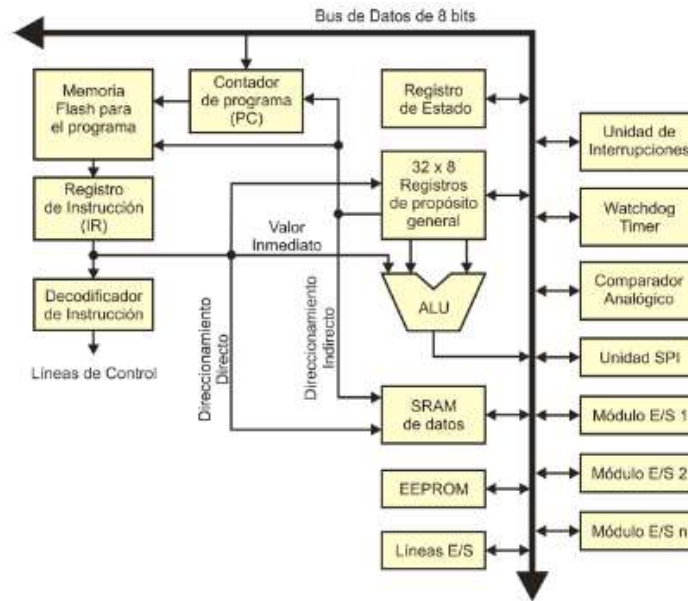 Bus de Datos de 8 bits
Memoria
Flash para
el programa
Contador
de programa
(PC)
Registro
de Estado
Unidad de
Interrupciones
32 x 8
Registros
de propósito
general
Registro
de Instrucción
(IR)
Valor
Inmediato
Watchdog
Timer
Decodificador
de Instrucción
ALU
Comparador
Analógico
Líneas de Control
Direccionamiento
Directo
Direccionamiento
Indirecto
Unidad SPI
SRAM
de datos
Módulo E/S 1
EEPROM
Módulo E/S 2
Líneas E/S
Módulo E/S n